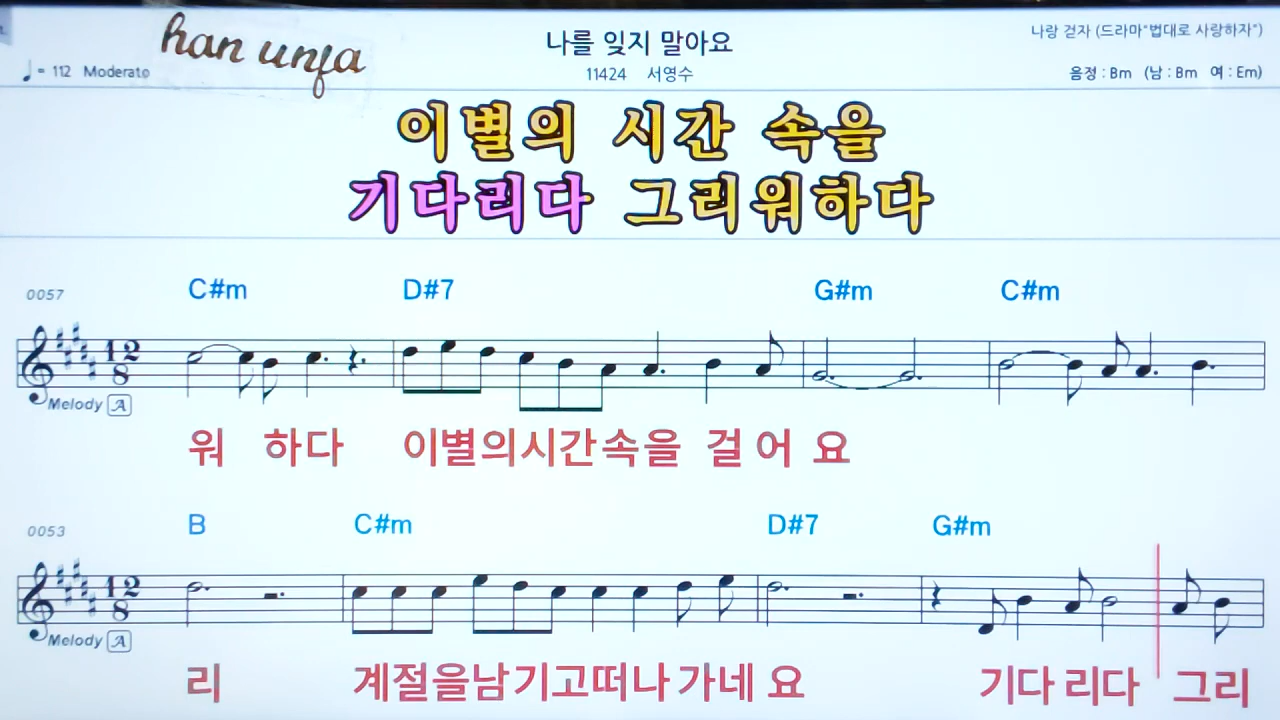 han unfa
나를 잊지 말아요
나랑 걷자 (드라마"법대로 사랑하자")
♩= 112 Moderato
11424 서영수
음정 : Bm (남 : Bm 여 : Em)
이별의 시간 속을
기다리다 그리워하다
0057 C#m D#7 G#m C#m
12
8
Melody A
워 하다 이별의시간속을 걸 어 요
0053 B C#m D#7 G#m
12
8
Melody A
리 계절을남기고떠나 가네 요 기다 리다 그리